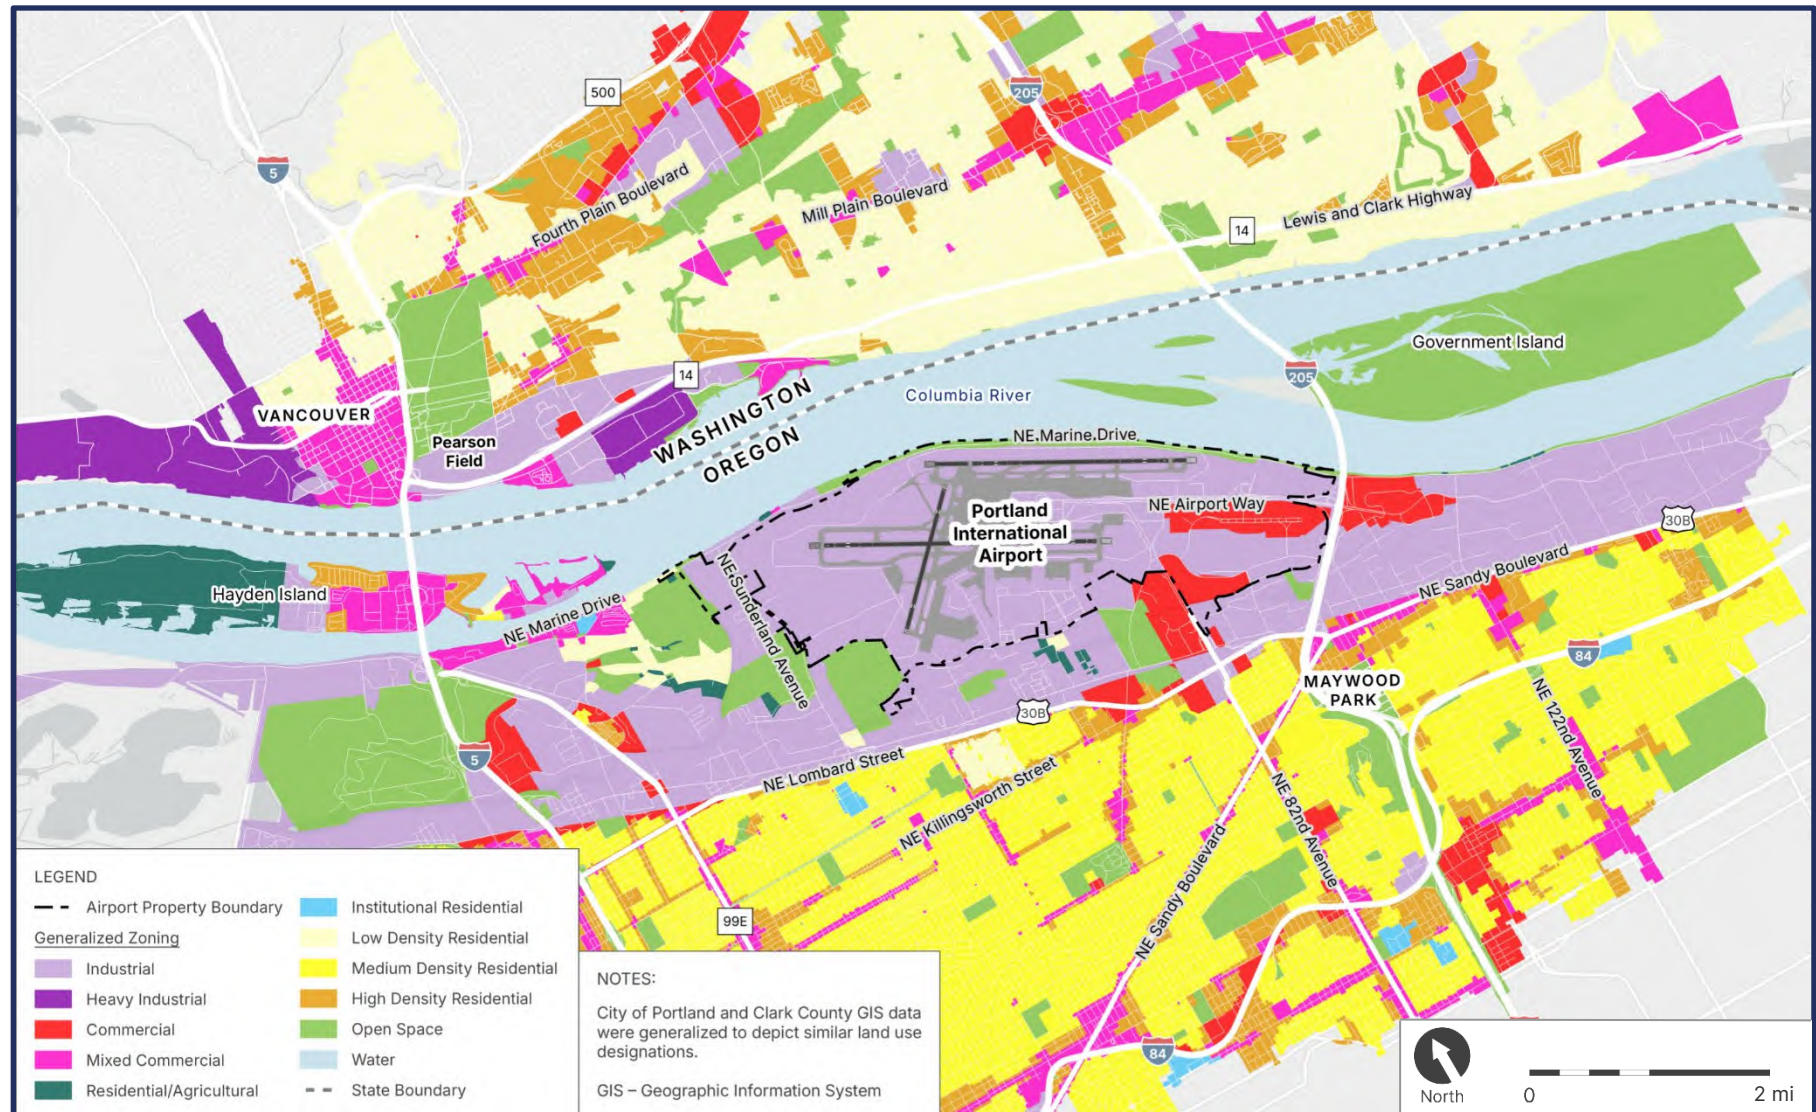 500
205
5
Fourth Plain Boulevard
Mill Plain Boulevard
Lewis and Clark Highway
14
Government Island
14
205
VANCOUVER
Columbia River
WASHINGTON
OREGON
Pearson
Field
NE Marine Drive
NE Airport Way
Portland
International
Airport
30B
NE Sandy Boulevard
Hayden Island
NE Marine Drive
NE Sunderland Avenue
84
MAYWOOD
PARK
30B
NE 122nd Avenue
5
NE Lombard Street
NE Killingsworth Street
NE 82nd Avenue
NE Sandy Boulevard
99E
84
LEGEND
Airport Property Boundary
Generalized Zoning
Industrial
Heavy Industrial
Commercial
Mixed Commercial
Residential/Agricultural
Institutional Residential
Low Density Residential
Medium Density Residential
High Density Residential
Open Space
Water
State Boundary
NOTES:
City of Portland and Clark County GIS data
were generalized to depict similar land use
designations.
GIS – Geographic Information System
North
0 2 mi